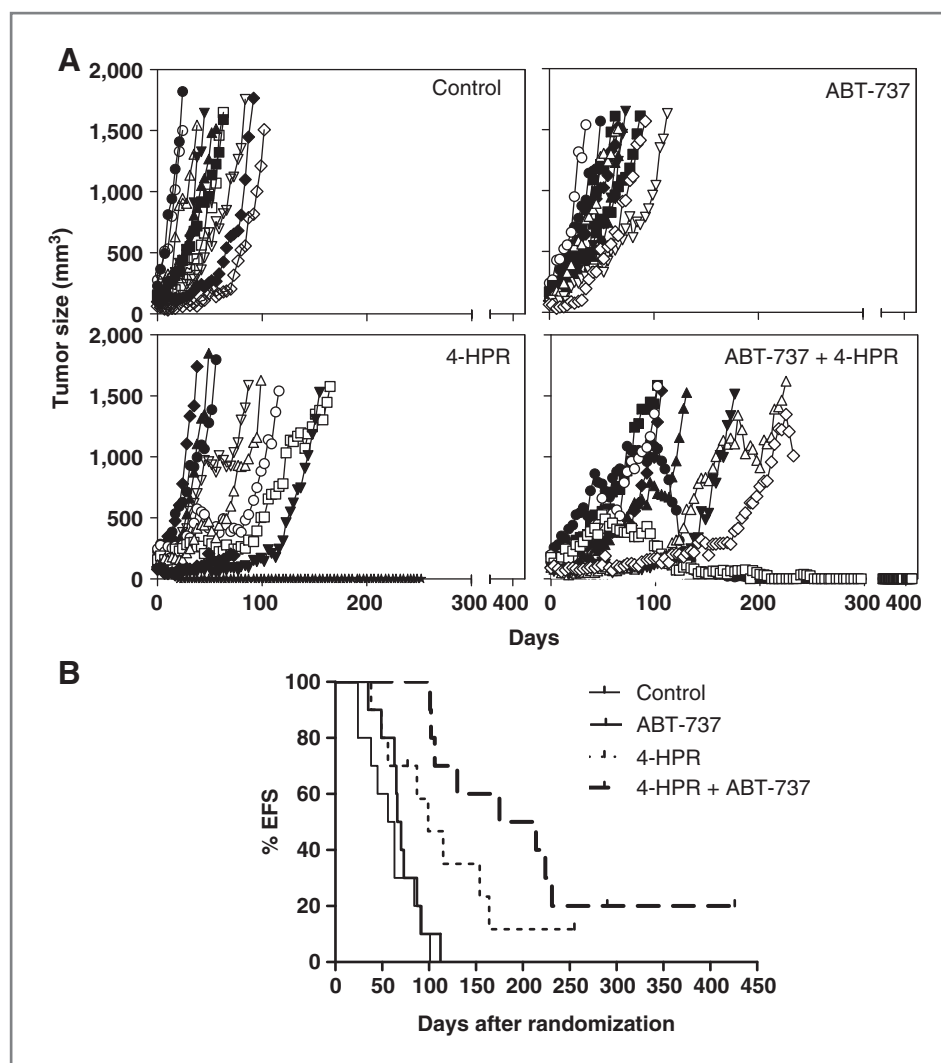 A
Control
ABT-737
2,000
1,500
1,000
500
0
Tumor size (mm³)
4-HPR
ABT-737 + 4-HPR
2,000
1,500
1,000
500
0
0 100 200 300 400
0 100 200 300 400
Days
B
100
80
60
40
20
0
% EFS
Control
ABT-737
4-HPR
4-HPR + ABT-737
0 50 100 150 200 250 300 350 400 450
Days after randomization